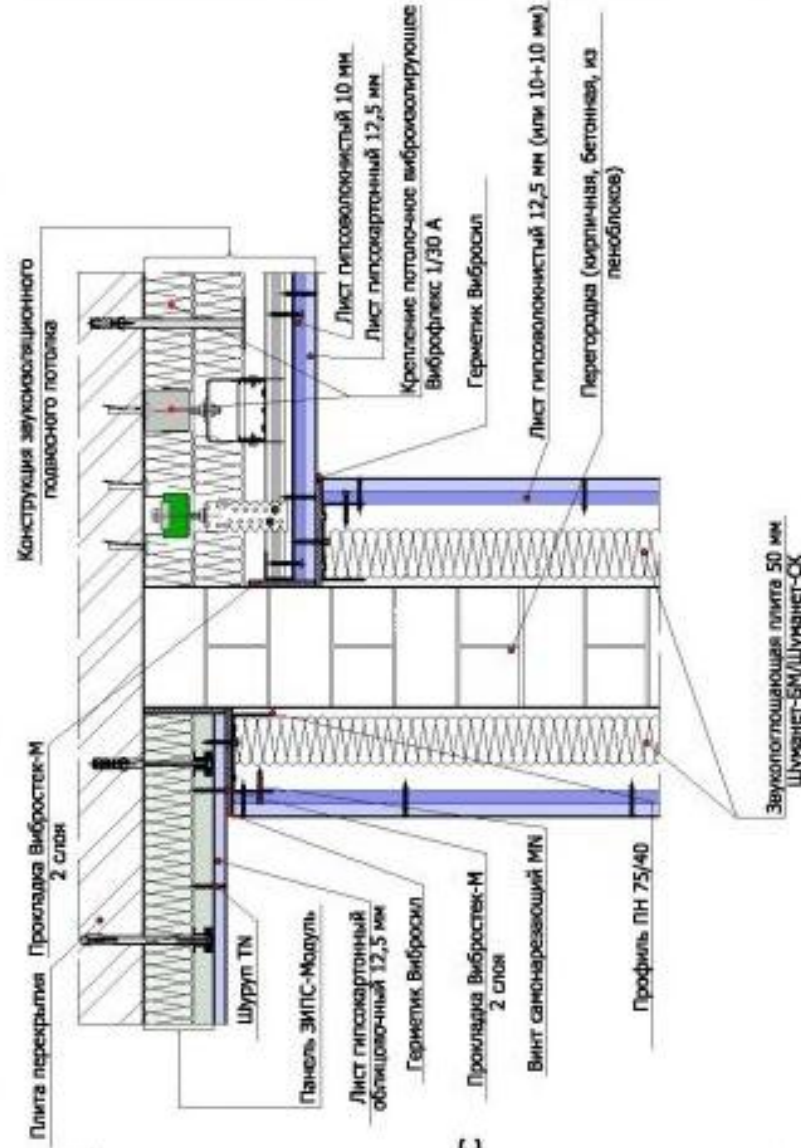 Плита перекрытия
Прокладка Вибростек-М
2 слоя
Конструкция звукоизоляционного
подвесного потолка
Лист гипсоволокнистый 10 мм
Лист гипсокартонный 12,5 мм
Крепление потолочное виброизолирующее
Виброфлекс 1/30 А
Герметик Вибросил
Лист гипсоволокнистый 12,5 мм (или 10+10 мм)
Перегородка (кирпичная, бетонная, из
пеноблоков)
Шуруп TN
Панель ЗИПС-Модуль
Лист гипсокартонный
облицовочный 12,5 мм
Герметик Вибросил
Прокладка Вибростек-М
2 слоя
Винт самонарезающий MN
Профиль ПН 75/40
Звукопоглощающая плита 50 мм
Шуманет-БМ/Шуманет-СК